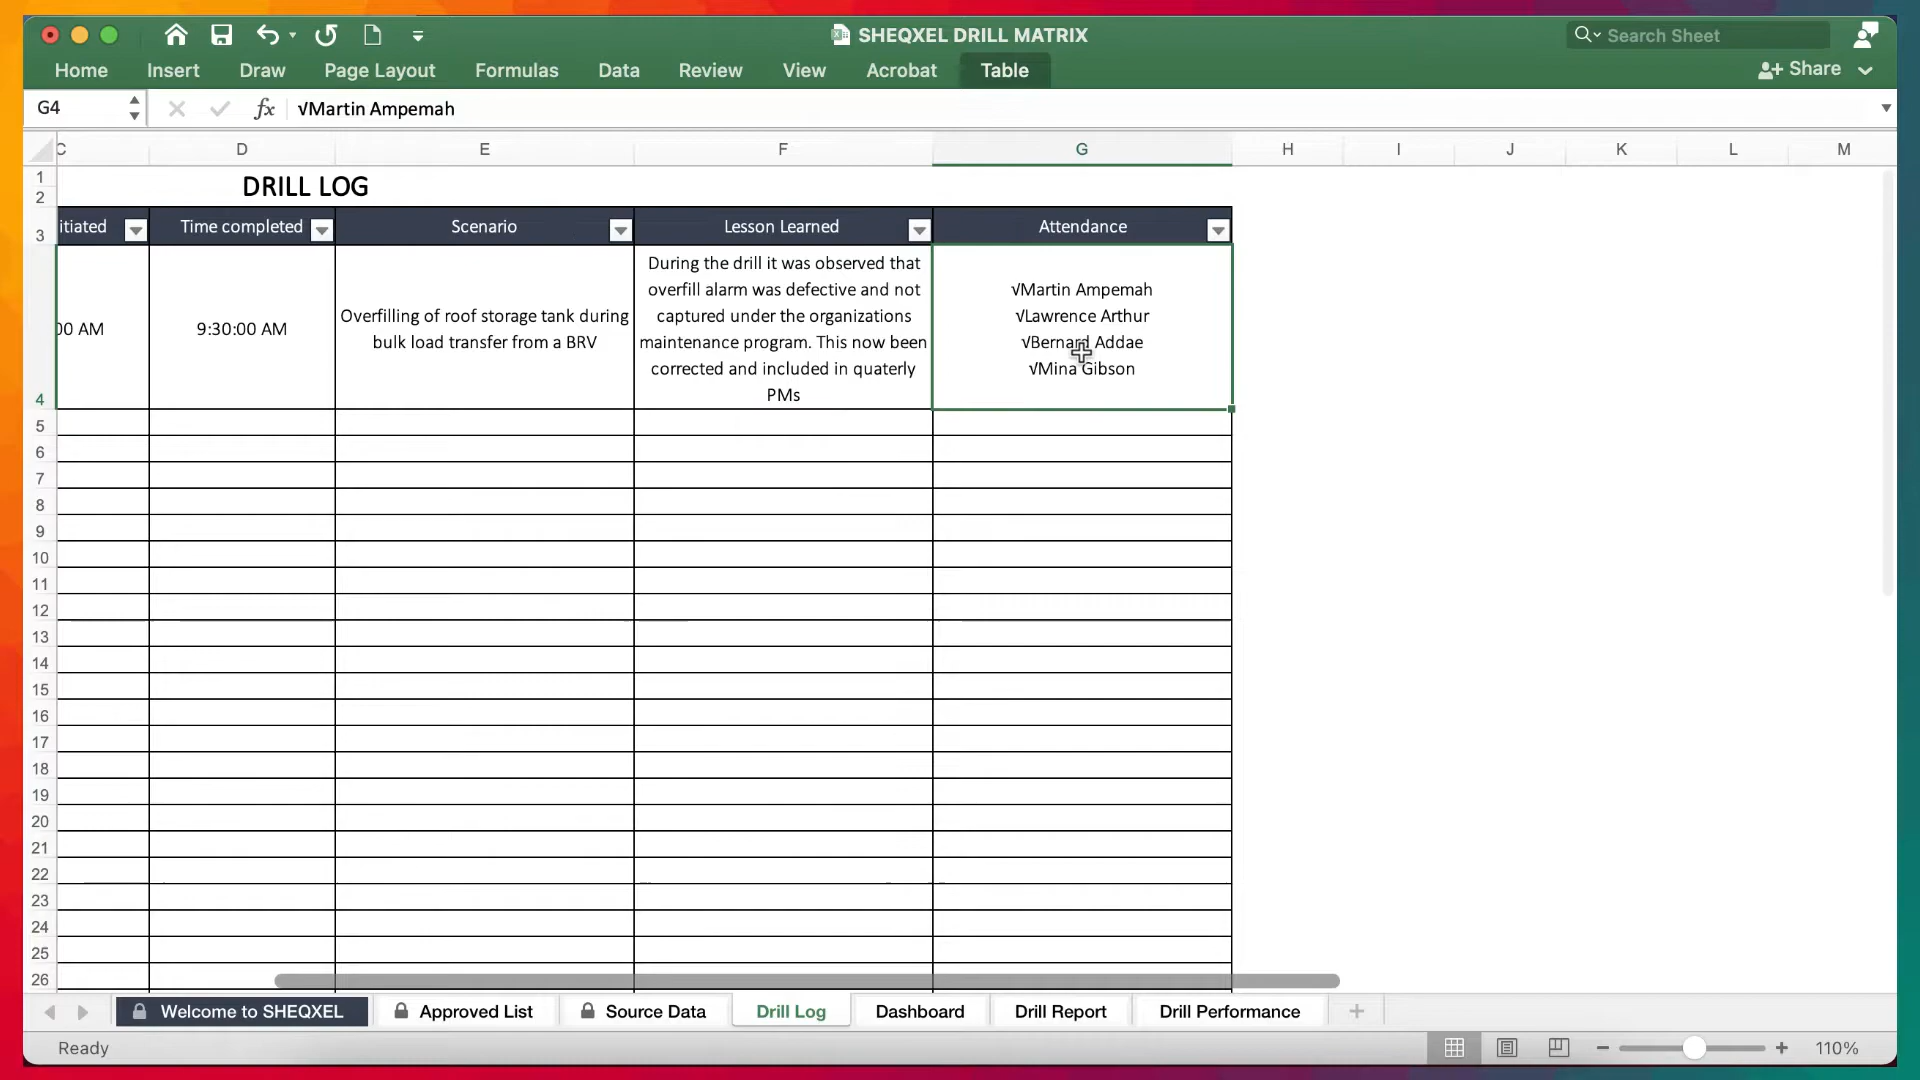 SHEQXEL DRILL MATRIX
Search Sheet
Home Insert Draw Page Layout Formulas Data Review View Acrobat Table
Share
G4 fx √Martin Ampemah
C D E F G H I J K L M
1
DRILL LOG
2
3 itiated Time completed Scenario Lesson Learned Attendance
During the drill it was observed that
overfill alarm was defective and not
captured under the organizations
maintenance program. This now been
corrected and included in quaterly
PMs
00 AM 9:30:00 AM
Overfilling of roof storage tank during
bulk load transfer from a BRV
√Martin Ampemah
√Lawrence Arthur
√Bernard Addae
√Mina Gibson
4
5
6
7
8
9
10
11
12
13
14
15
16
17
18
19
20
21
22
23
24
25
26
Welcome to SHEQXEL Approved List Source Data Drill Log Dashboard Drill Report Drill Performance
Ready
110%